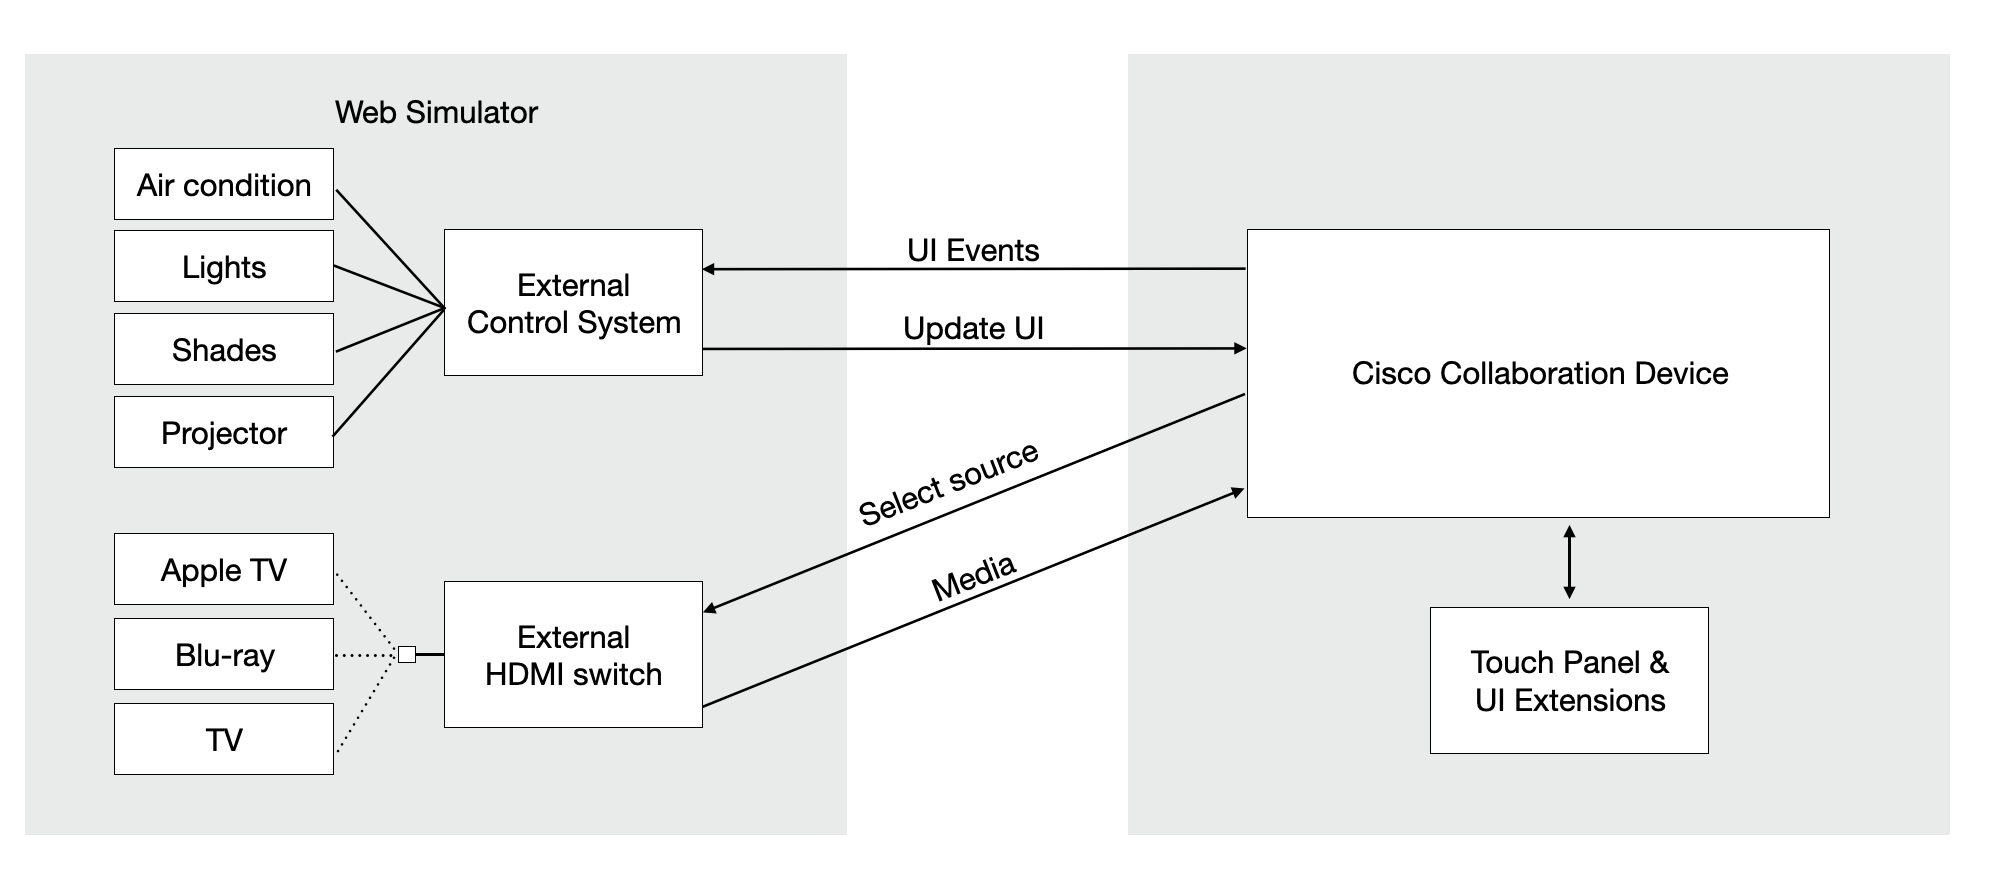 Web Simulator
Air condition
Lights
Shades
Projector
External
Control System
UI Events
Update UI
Cisco Collaboration Device
Select source
Media
Apple TV
Blu-ray
TV
External
HDMI switch
Touch Panel &
UI Extensions